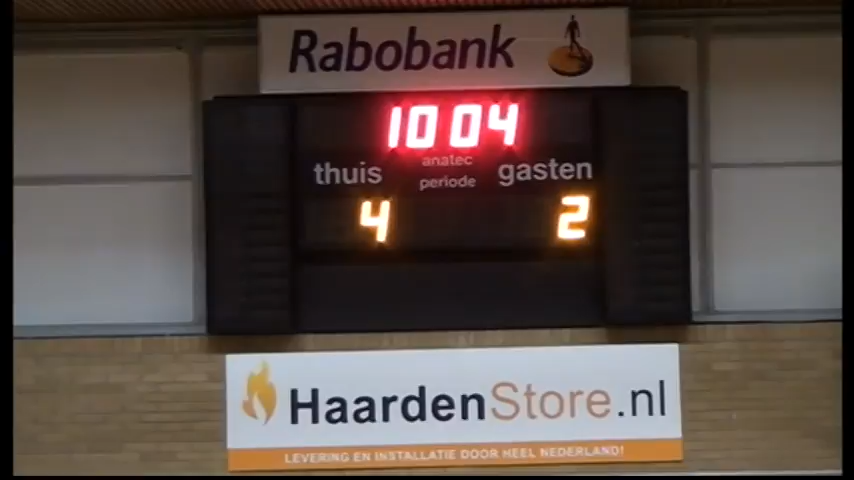 Rabobank
10 04
anatec
thuis periode gasten
4 2
HaardenStore.nl
LEVERING EN INSTALLATIE DOOR HEEL NEDERLAND!